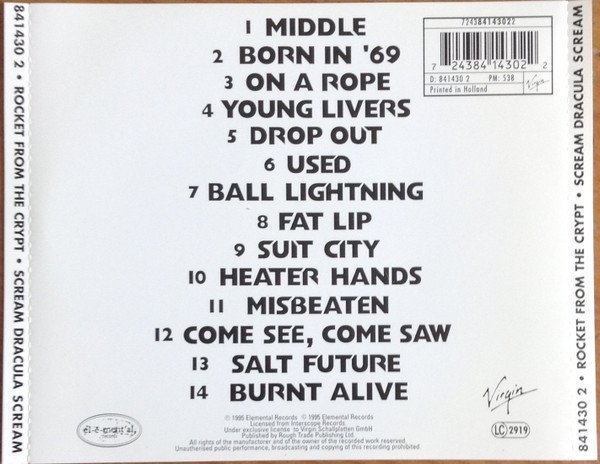 841430 2 • ROCKET FROM THE CRYPT • SCREAM DRACULA SCREAM
1 MIDDLE
2 BORN IN '69
3 ON A ROPE
4 YOUNG LIVERS
5 DROP OUT
6 USED
7 BALL LIGHTNING
8 FAT LIP
9 SUIT CITY
10 HEATER HANDS
11 MISBEATEN
12 COME SEE, COME SAW
13 SALT FUTURE
14 BURNT ALIVE
724384143022
7 24384 14302 2
D: 841430 2 PM: 538
Printed in Holland
Virgin
el-e-ment'al
℗ 1995 Elemental Records © 1995 Elemental Records
Licensed from Interscope Records.
Under exclusive license to Virgin Schallplatten GmbH
Published by Rough Trade Publishing Ltd.
All rights of the manufacturer and of the owner of the recorded work reserved.
Unauthorised public performance, broadcasting and copying of this recording prohibited.
Virgin
LC 2919
841430 2 • ROCKET FROM THE CRYPT • SCREAM DRACULA SCREAM